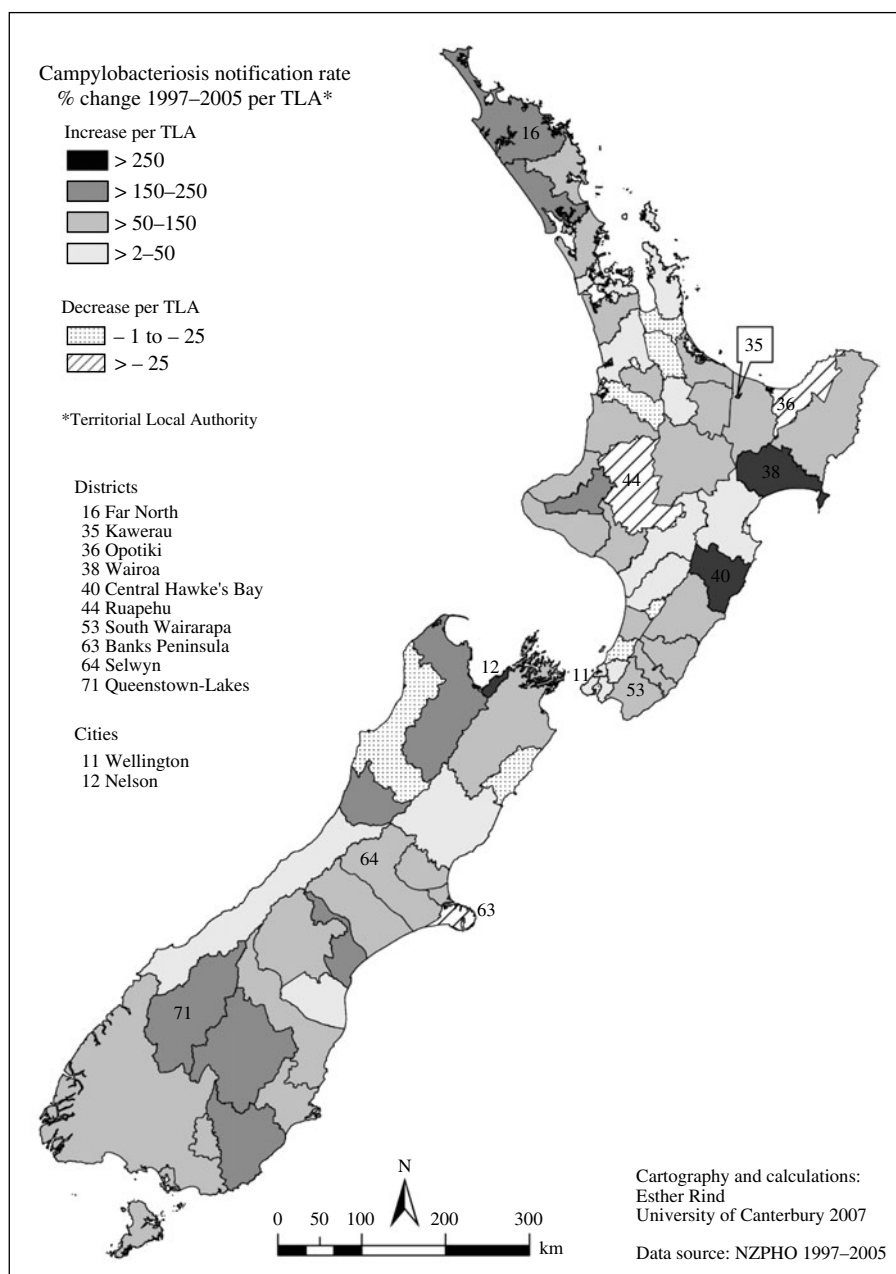 Campylobacteriosis notification rate
% change 1997–2005 per TLA*
Increase per TLA
> 250
> 150–250
> 50–150
> 2–50
Decrease per TLA
– 1 to – 25
> – 25
*Territorial Local Authority
Districts
16 Far North
35 Kawerau
36 Opotiki
38 Wairoa
40 Central Hawke's Bay
44 Ruapehu
53 South Wairarapa
63 Banks Peninsula
64 Selwyn
71 Queenstown-Lakes
Cities
11 Wellington
12 Nelson
16
35
36
38
44
40
12
11
53
64
63
71
N
0 50 100 200 300
km
Cartography and calculations:
Esther Rind
University of Canterbury 2007
Data source: NZPHO 1997–2005